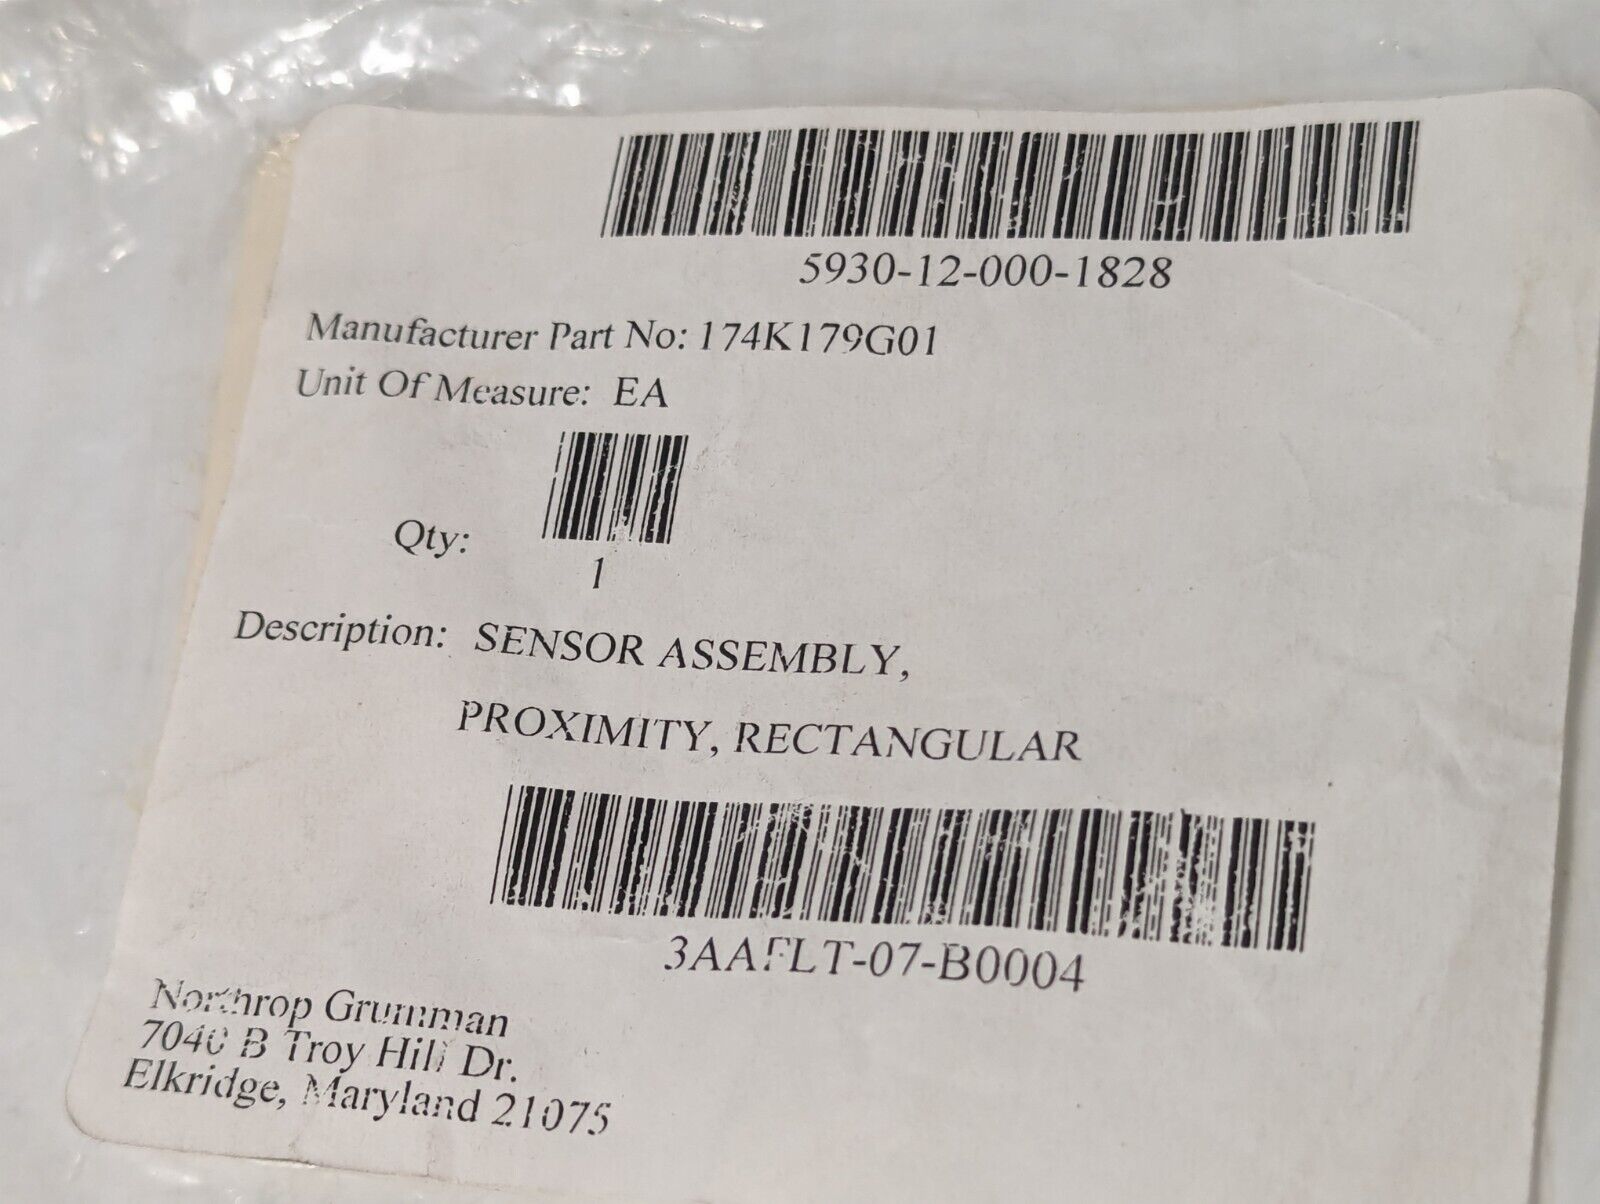 5930-12-000-1828
Manufacturer Part No: 174K179G01
Unit Of Measure: EA
Qty:
1
Description: SENSOR ASSEMBLY,
PROXIMITY, RECTANGULAR
3AAFLT-07-B0004
Northrop Grumman
7040 B Troy Hill Dr.
Elkridge, Maryland 21075